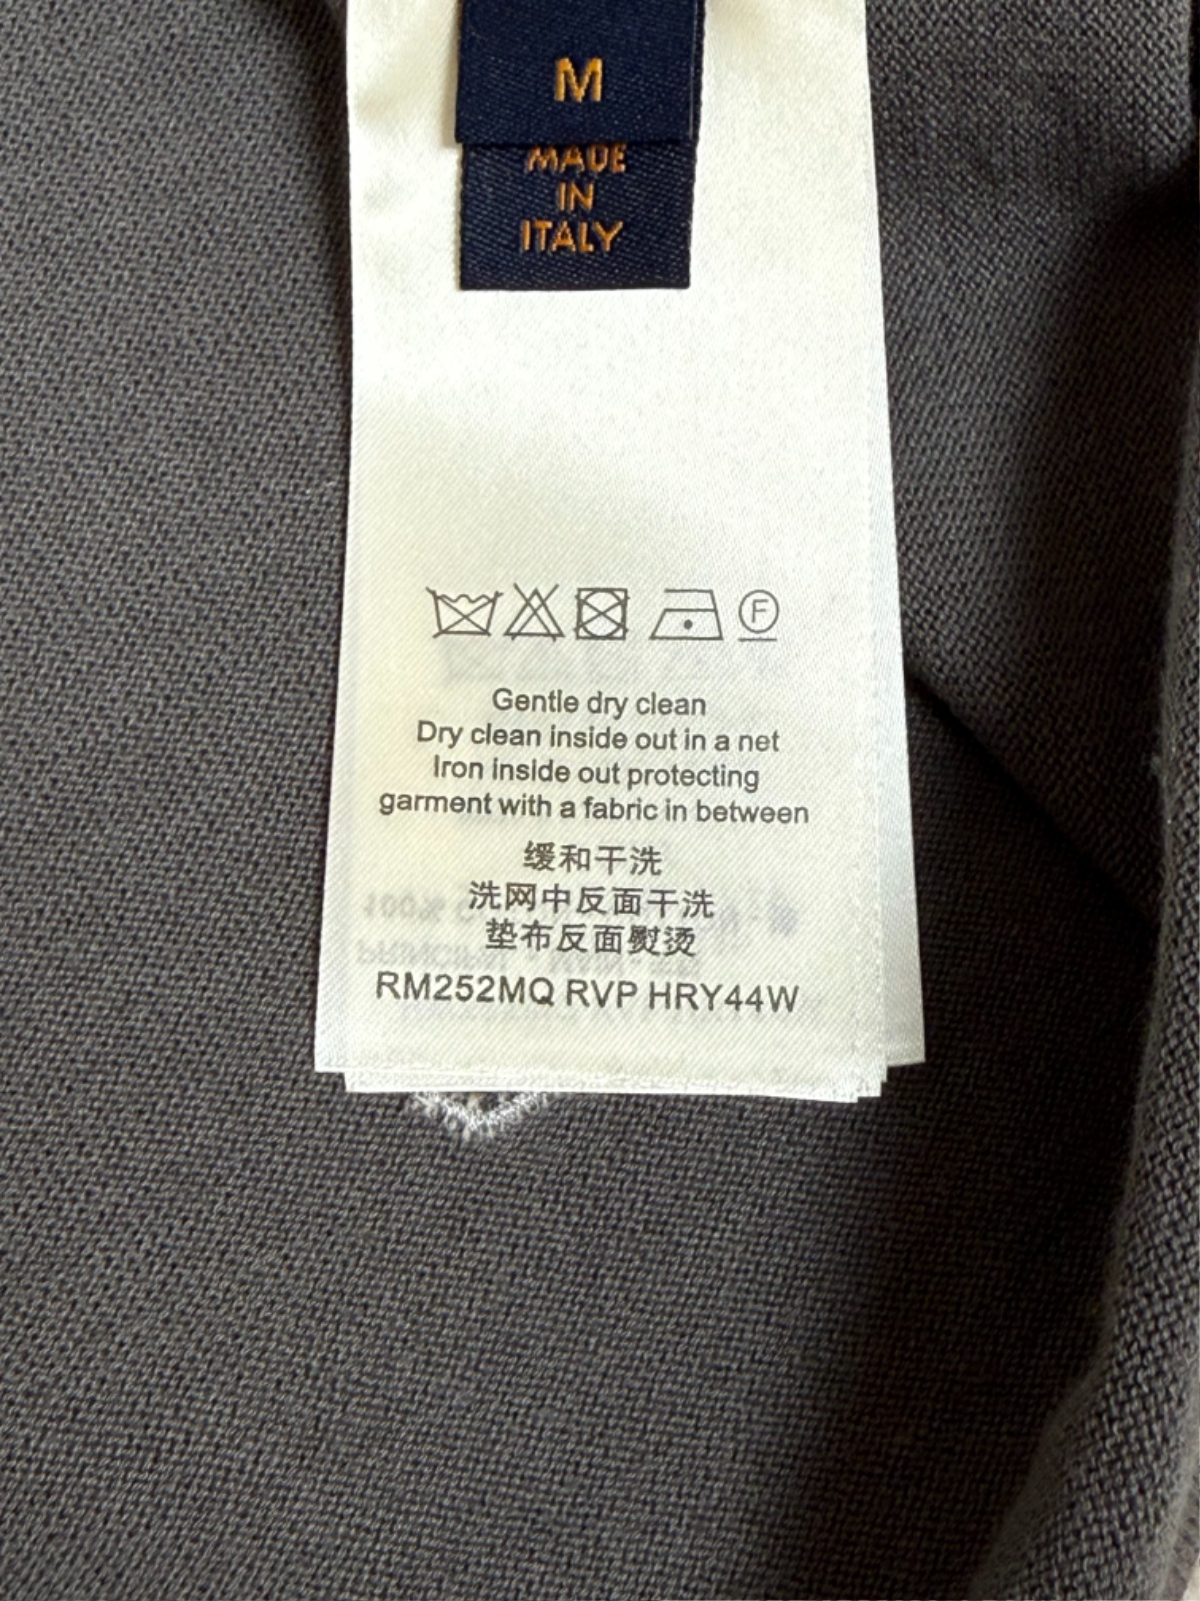 M
MADE
IN
ITALY
F
Gentle dry clean
Dry clean inside out in a net
Iron inside out protecting
garment with a fabric in between
缓和干洗
洗网中反面干洗
垫布反面熨烫
RM252MQ RVP HRY44W
100%